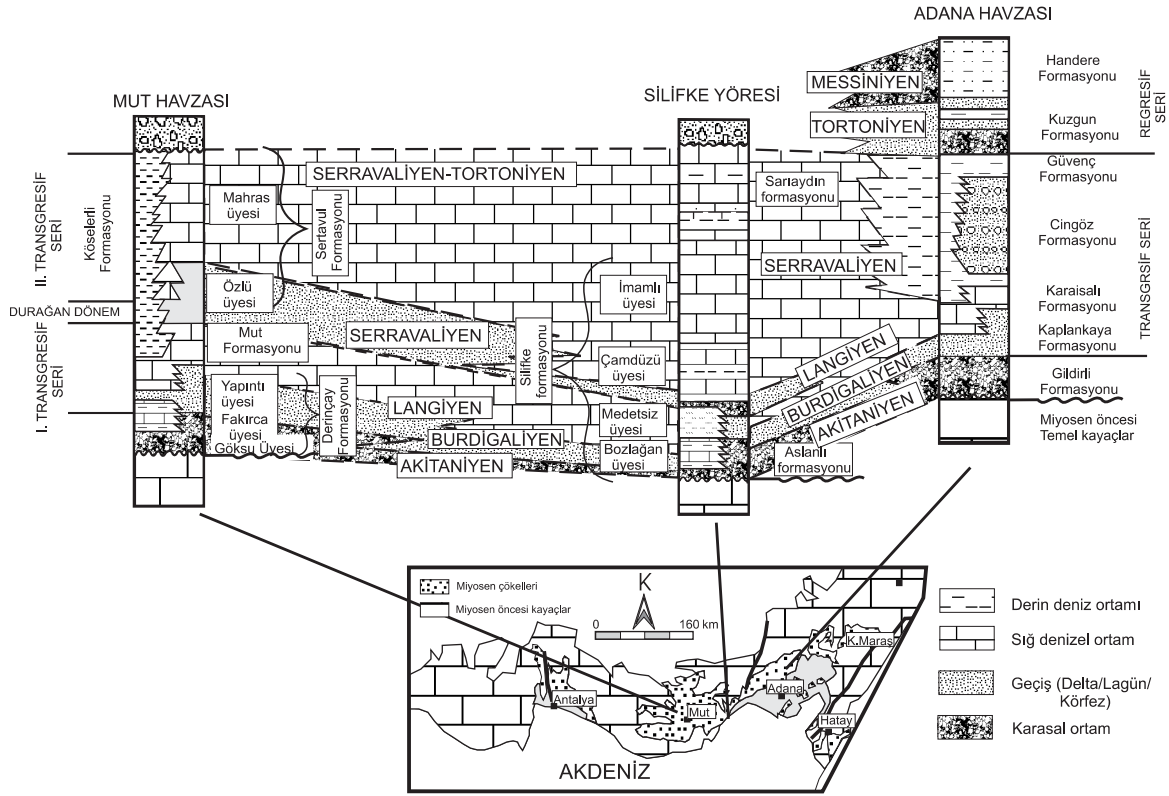 ADANA HAVZASI
MUT HAVZASI
SİLİFKE YÖRESİ
II. TRANSGRESİF
SERİ
Köselerli
Formasyonu
DURAĞAN DÖNEM
I. TRANSGRESİF
SERİ
Mahras
üyesi
Sertavul
Formasyonu
Özlü
üyesi
Mut
Formasyonu
Yapıntı
üyesi
Fakırca
üyesi
Göksu Üyesi
Derinçay
Formasyonu
SERRAVALİYEN-TORTONİYEN
SERRAVALİYEN
LANGİYEN
BURDİGALİYEN
AKİTANİYEN
Silifke
formasyonu
İmamlı
üyesi
Çamdüzü
üyesi
Medetsiz
üyesi
Bozlağan
üyesi
Sarıaydın
formasyonu
SERRAVALİYEN
LANGİYEN
BURDİGALİYEN
AKİTANİYEN
Aslanlı
formasyonu
MESSİNİYEN
TORTONİYEN
Handere
Formasyonu
Kuzgun
Formasyonu
Güvenç
Formasyonu
Cingöz
Formasyonu
Karaisalı
Formasyonu
Kaplankaya
Formasyonu
Gildirli
Formasyonu
Miyosen öncesi
Temel kayaçlar
REGRESİF
SERİ
TRANSGRSİF SERİ
Miyosen çökelleri
Miyosen öncesi kayaçlar
K
0 160 km
K.Maraş
Adana
Antalya
Mut
Hatay
AKDENİZ
Derin deniz ortamı
Sığ denizel ortam
Geçiş (Delta/Lagün/
Körfez)
Karasal ortam